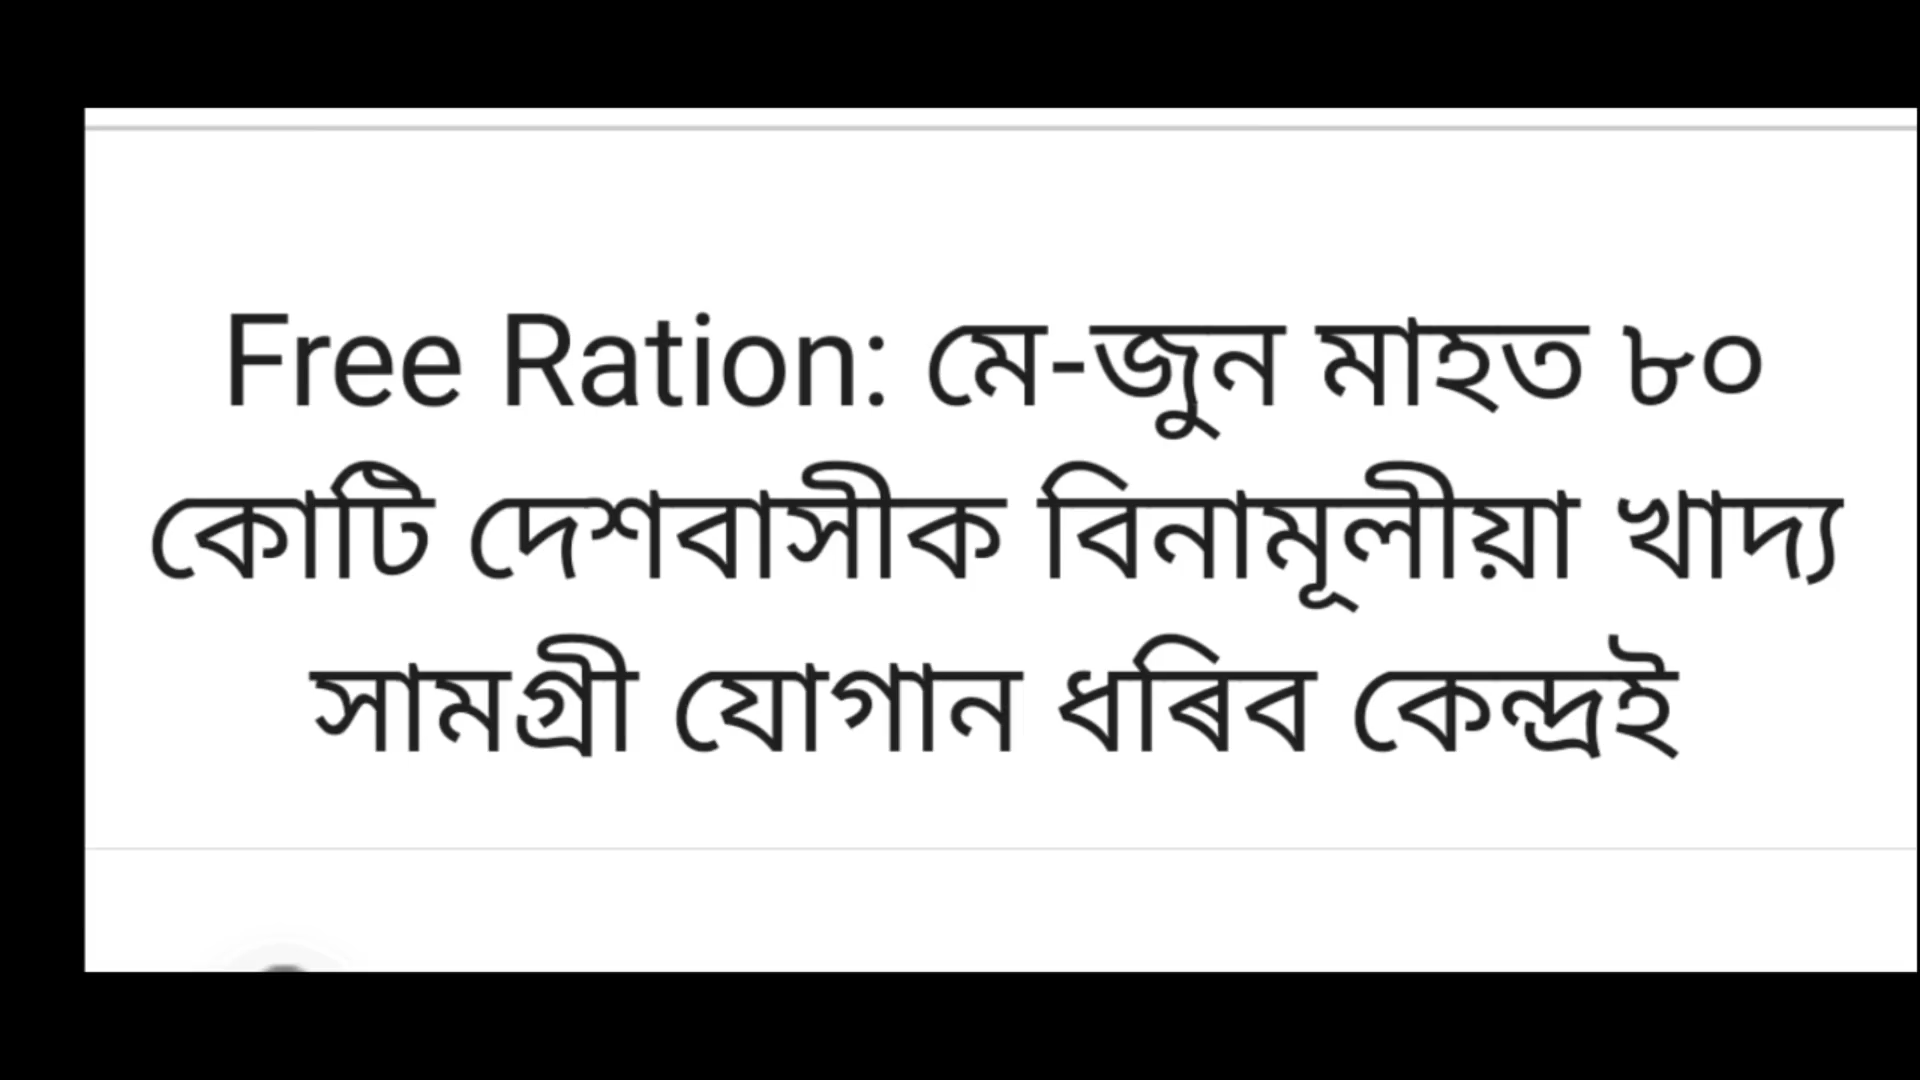 Free Ration: মে-জুন মাহত ৮০
কোটি দেশবাসীক বিনামূলীয়া খাদ্য
সামগ্ৰী যোগান ধৰিব কেন্দ্ৰই